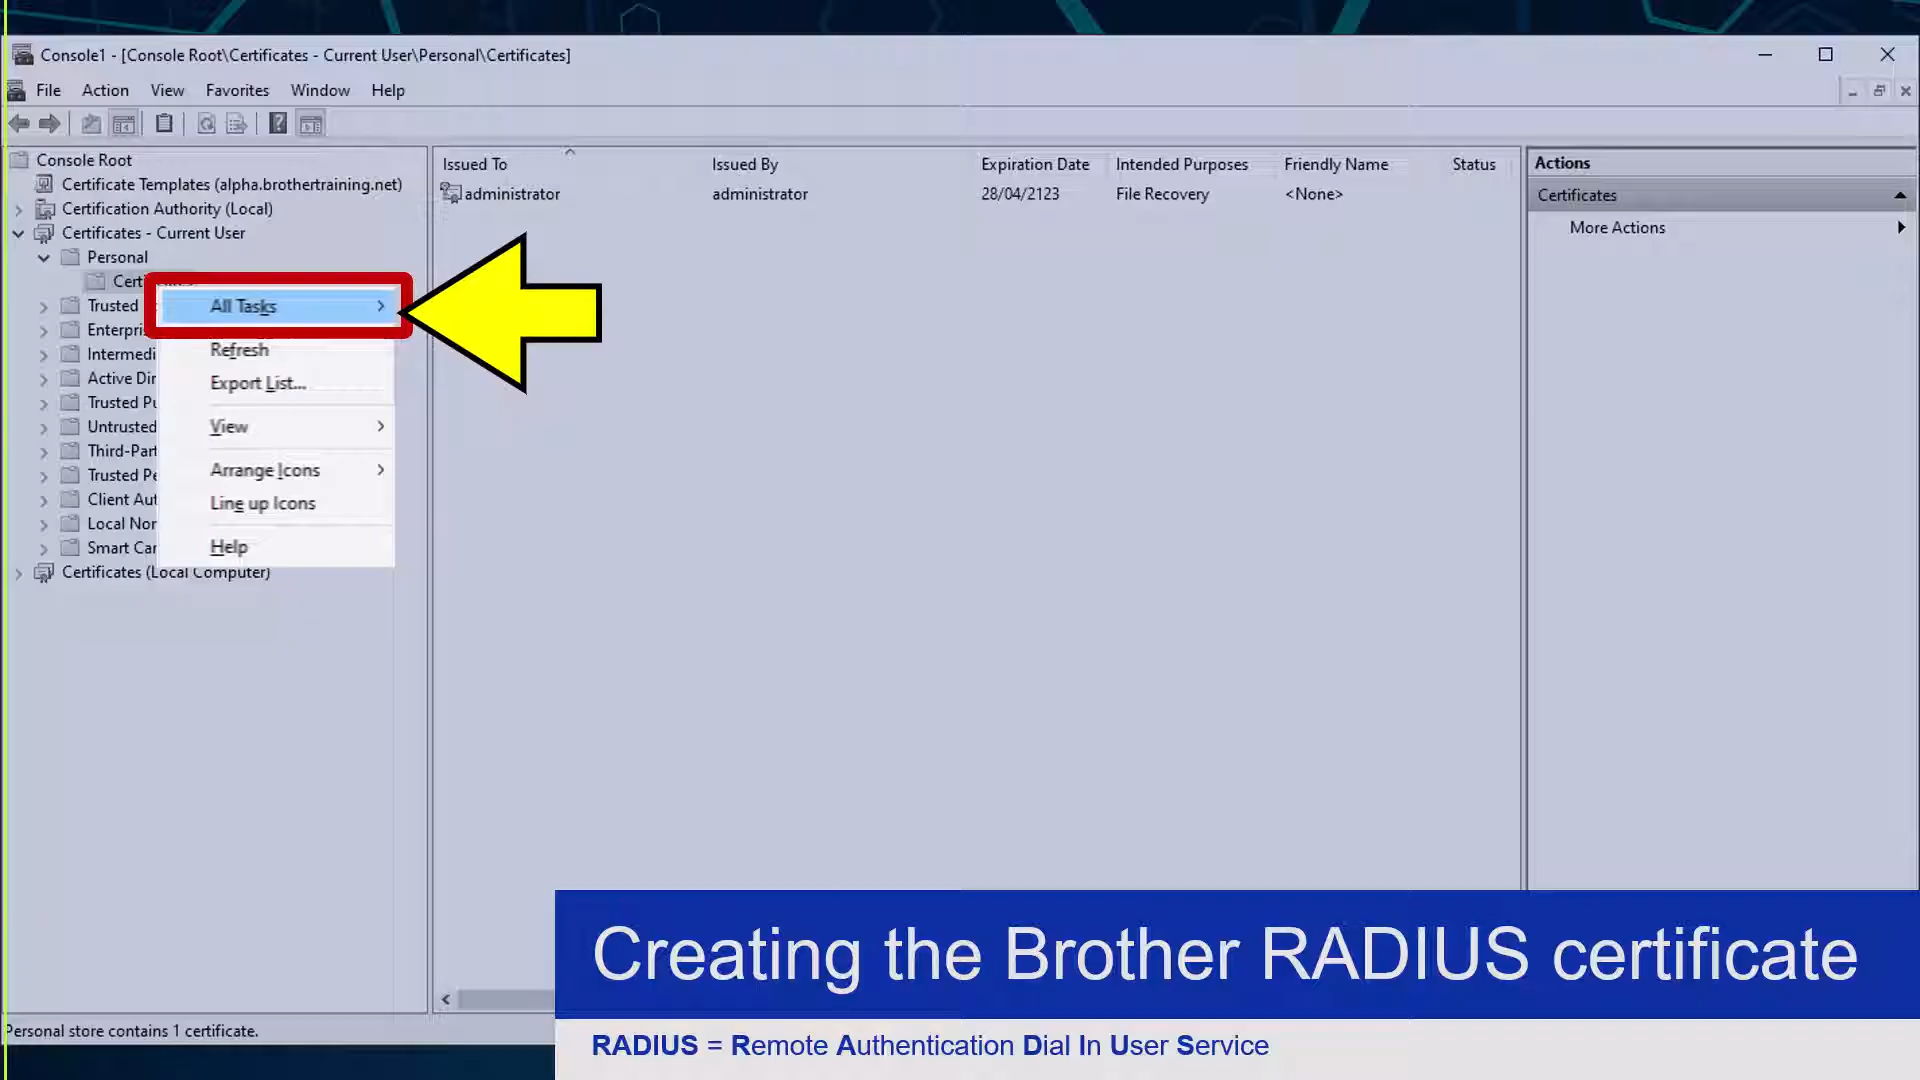 Console1 - [Console Root\Certificates - Current User\Personal\Certificates]
File Action View Favorites Window Help
Console Root
Certificate Templates (alpha.brothertraining.net)
Certification Authority (Local)
Certificates - Current User
Personal
Trusted
Intermedi
Active Dir
Trusted
Untrusted
Third-Part
Trusted
Client Aut
Local Nor
Smart Car
Certificates (Local Computer)
All Tasks
Refresh
Export List...
View
Arrange Icons
Line up Icons
Help
Issued To Issued By Expiration Date Intended Purposes Friendly Name Status
administrator administrator 28/04/2123 File Recovery <None>
Actions
Certificates
More Actions
Personal store contains 1 certificate.
Creating the Brother RADIUS certificate
RADIUS = Remote Authentication Dial In User Service